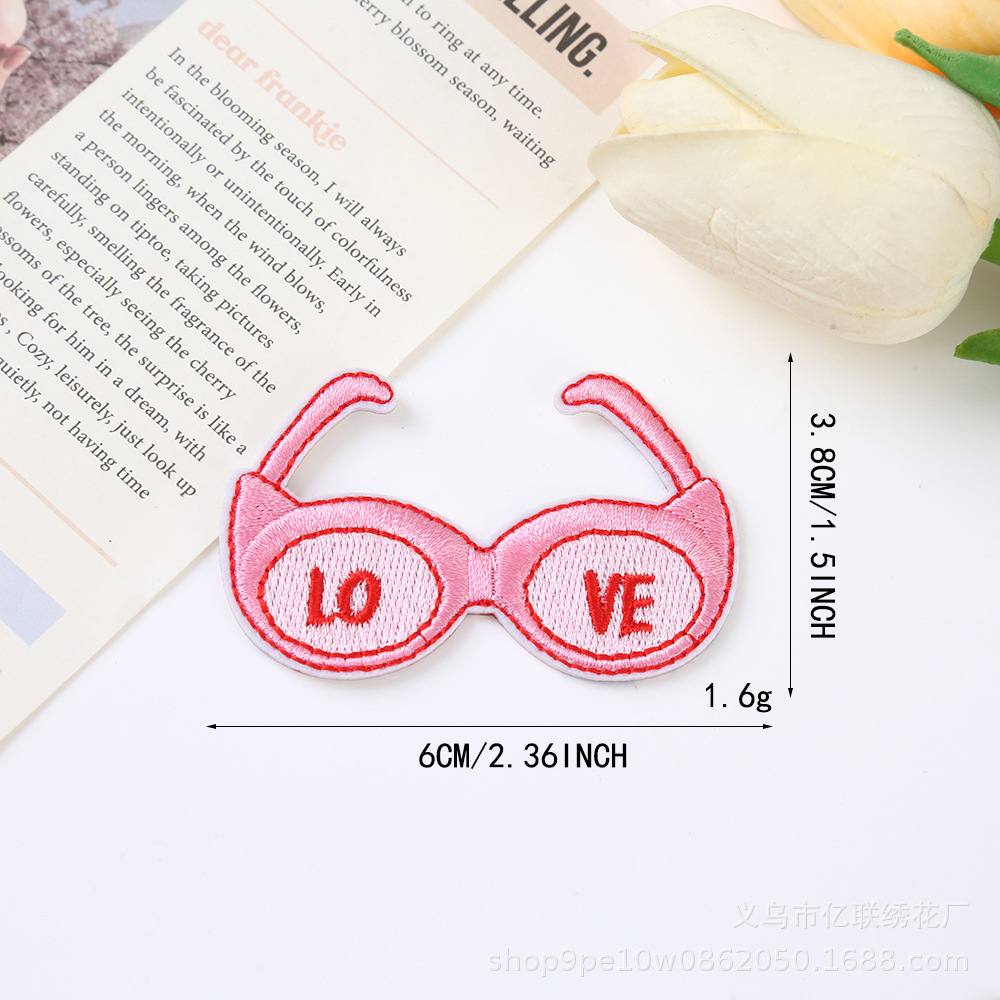 ELLING.
to ring at any time.
herry blossom season, waiting
dear frankie
In the blooming season, I will always
be fascinated by the touch of colorfulness
intentionally or unintentionally. Early in
the morning, when the wind blows,
a person lingers among the flowers,
standing on tiptoe, taking pictures
carefully, smelling the fragrance of the
flowers, especially seeing the cherry
ossoms of the tree, the surprise is like a
ooking for him in a dream, with
s , Cozy, leisurely, just look up
quietly, not having time
LO VE
3.8CM/1.5INCH
1.6g
6CM/2.36INCH
义乌市亿联绣花厂
shop9pe10w0862050.1688.com